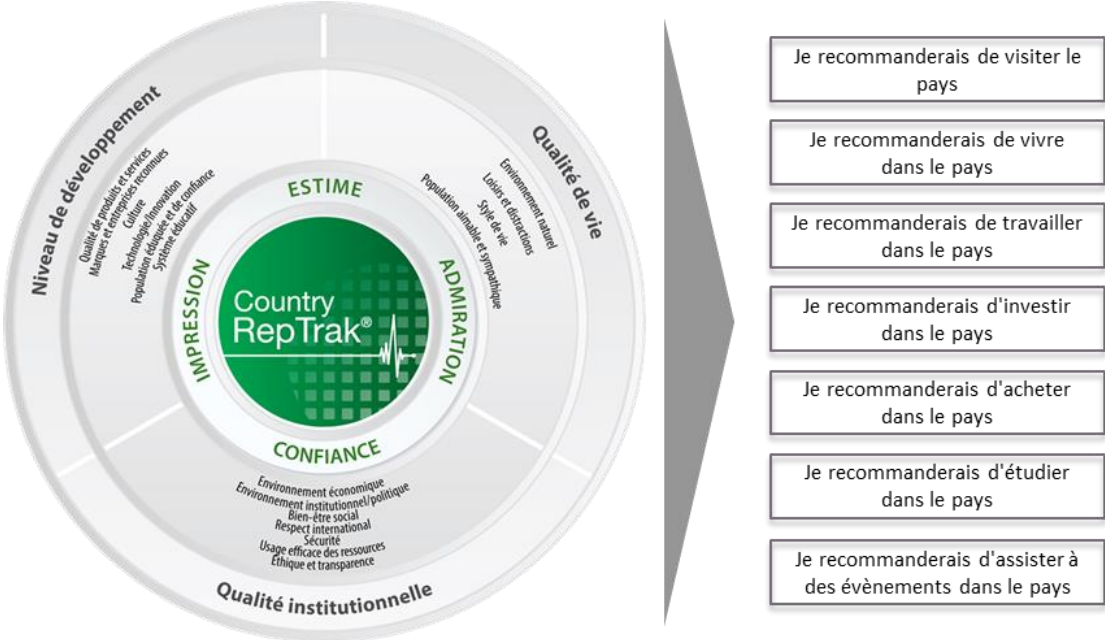 Niveau de développement
Qualité de produits et services
Marques et entreprises reconnues
Culture
Technologie/Innovation
Population éduquée et de confiance
Système éducatif
Qualité de vie
Environnement naturel
Loisirs et distractions
Style de vie
Population aimable et sympathique
ESTIME
IMPRESSION
ADMIRATION
CONFIANCE
Country
RepTrak®
Environnement économique
Environnement institutionnel/politique
Bien-être social
Respect international
Sécurité
Usage efficace des ressources
Éthique et transparence
Qualité institutionnelle
Je recommanderais de visiter le
pays
Je recommanderais de vivre
dans le pays
Je recommanderais de travailler
dans le pays
Je recommanderais d'investir
dans le pays
Je recommanderais d'acheter
dans le pays
Je recommanderais d'étudier
dans le pays
Je recommanderais d'assister à
des évènements dans le pays